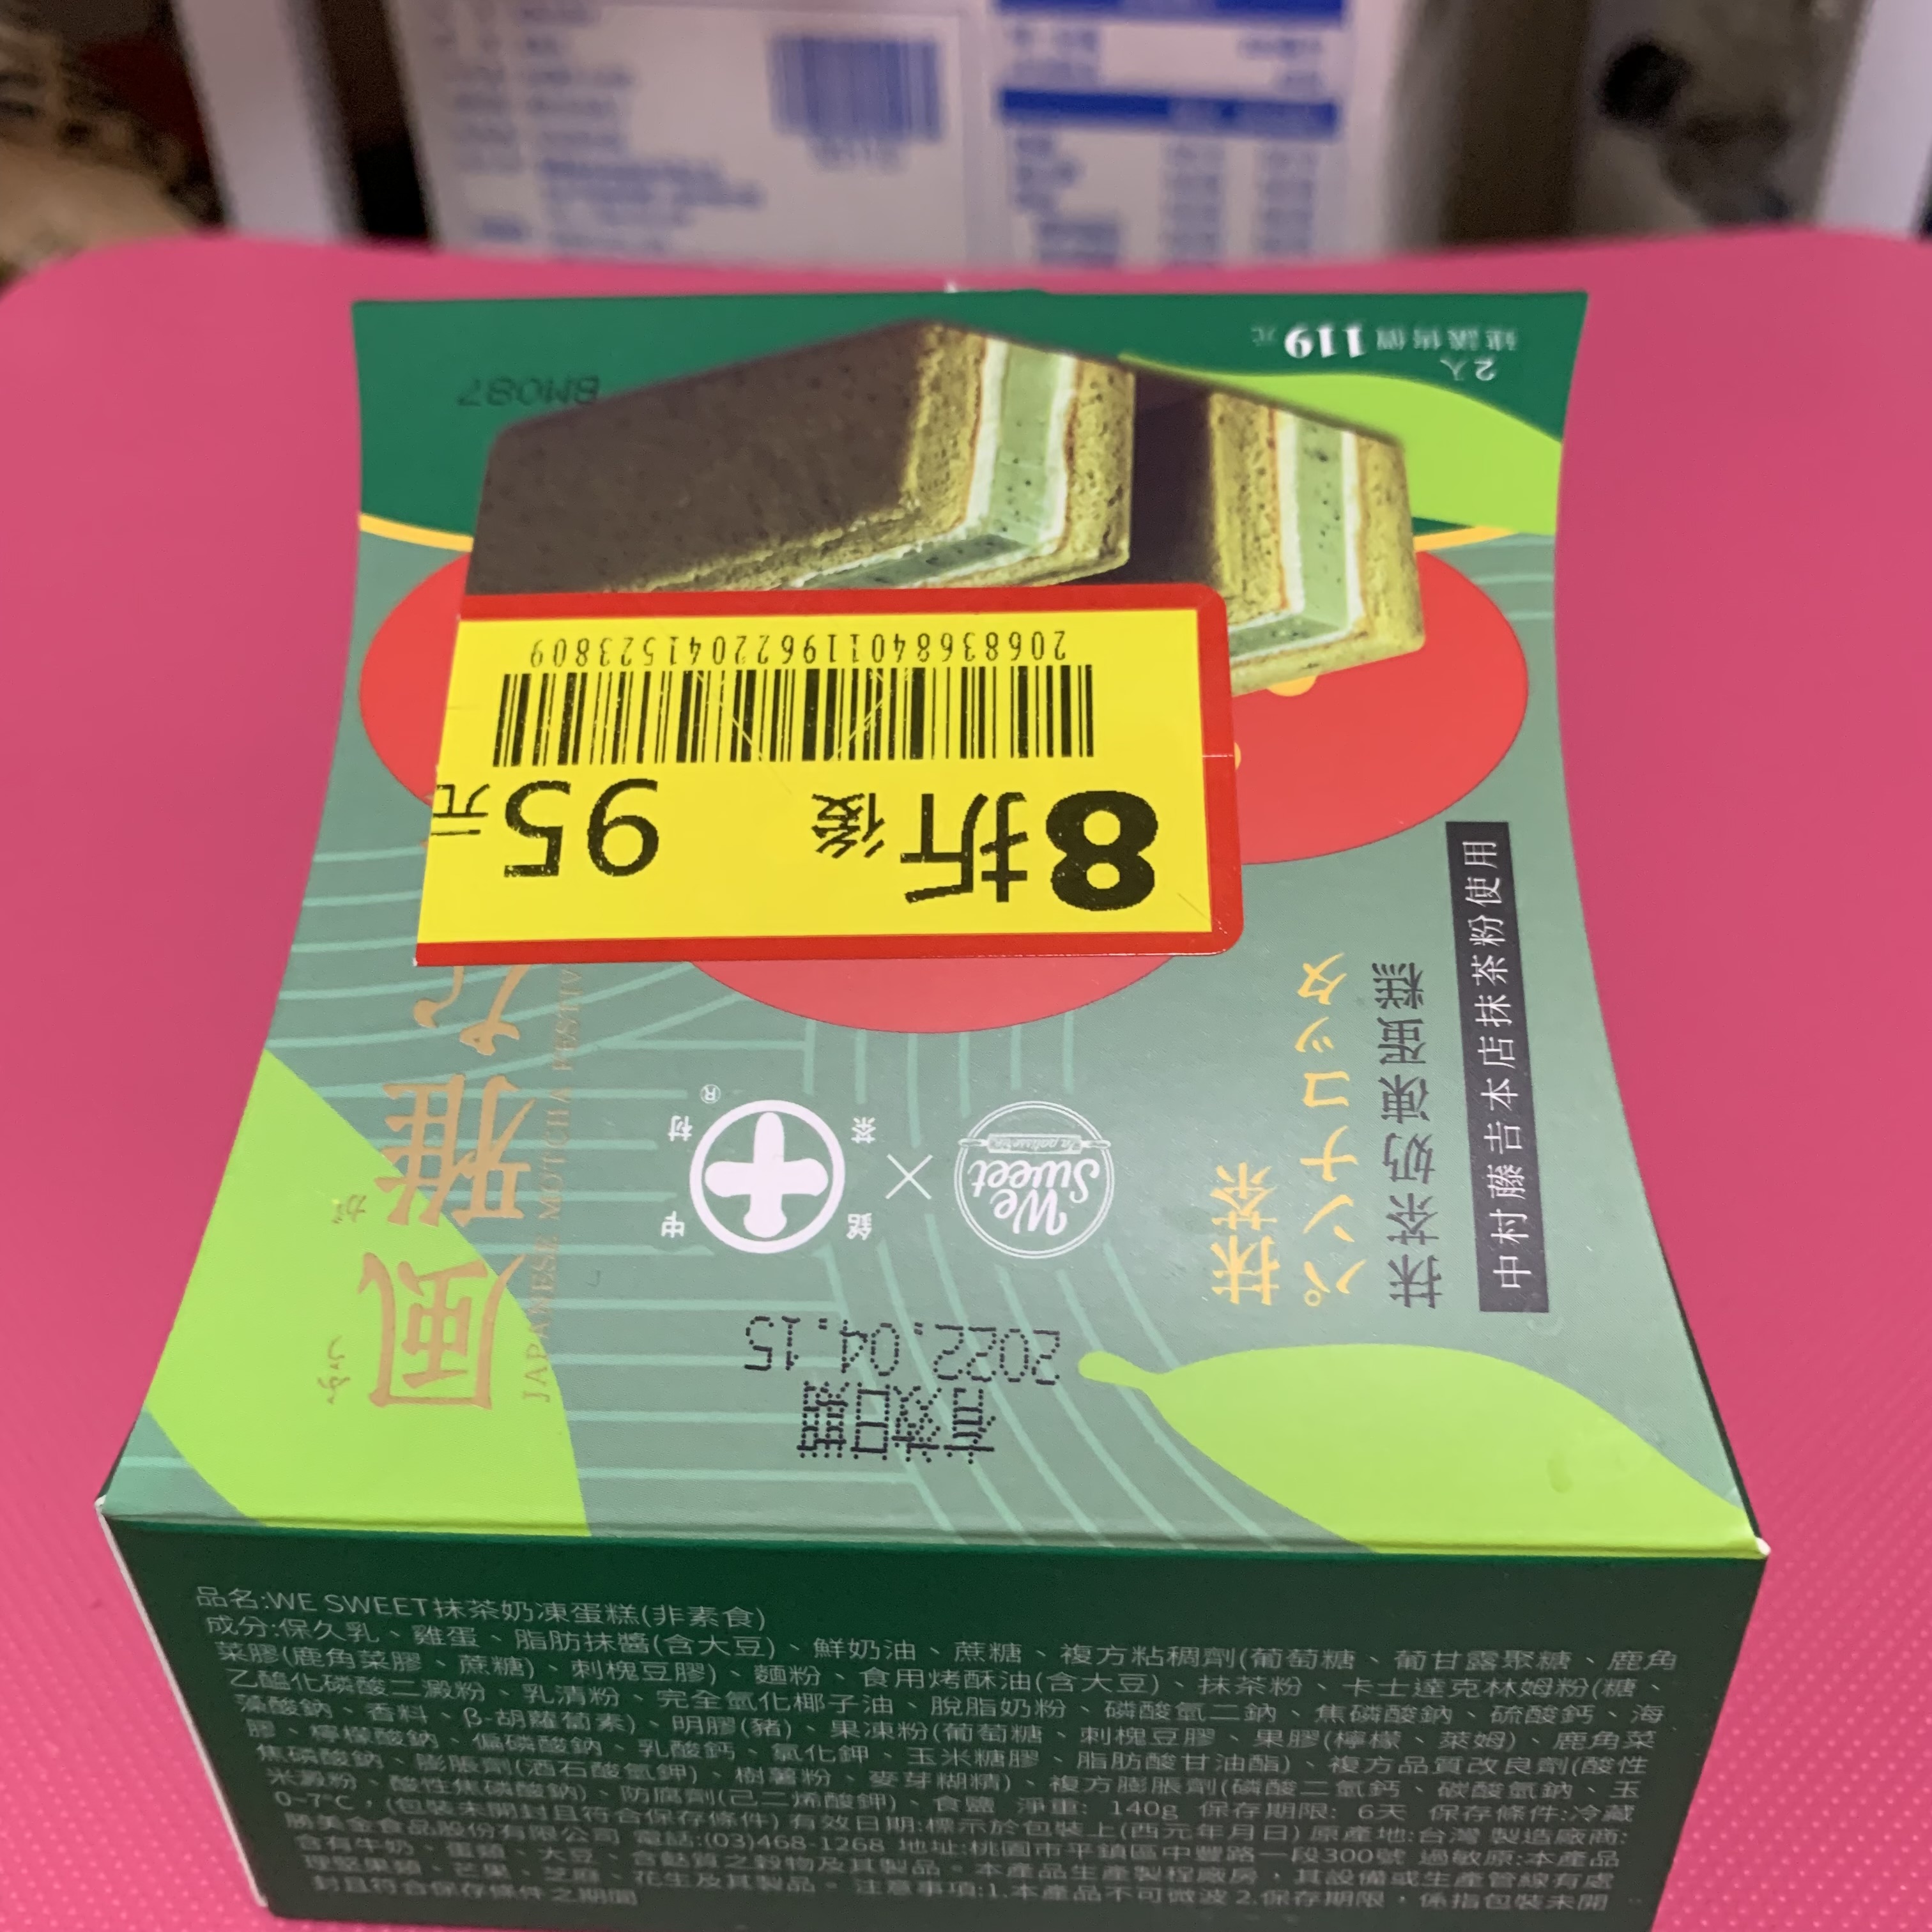 2入
建議售價119元
BM087
206836840119622041523809
8折後 95元
中村藤吉本店抹茶粉使用
抹茶奶凍蛋糕
抹茶
パンナコッタ
We
Sweet
×
銘茶
中村
®
風雅
JAPANESE MOTCHA FESTIV
有效日期
2022.04.15
品名:WE SWEET抹茶奶凍蛋糕(非素食)
成分:保久乳、雞蛋、脂肪抹醬(含大豆)、鮮奶油、蔗糖、複方粘稠劑(葡萄糖、葡甘露聚糖、鹿角
菜膠(鹿角菜膠、蔗糖)、刺槐豆膠)、麵粉、食用烤酥油(含大豆)、抹茶粉、卡士達克林姆粉(糖、
乙醯化磷酸二澱粉、乳清粉、完全氫化椰子油、脫脂奶粉、磷酸氫二鈉、焦磷酸鈉、硫酸鈣、海
藻酸鈉、香料、β-胡蘿蔔素)、明膠(豬)、果凍粉(葡萄糖、刺槐豆膠、果膠(檸檬、萊姆)、鹿角菜
膠、檸檬酸鈉、偏磷酸鈉、乳酸鈣、氯化鉀、玉米糖膠、脂肪酸甘油酯)、複方品質改良劑(酸性
焦磷酸鈉、膨脹劑(酒石酸氫鉀)、樹薯粉、麥芽糊精)、複方膨脹劑(磷酸二氫鈣、碳酸氫鈉、玉
米澱粉、酸性焦磷酸鈉)、防腐劑(己二烯酸鉀)、食鹽 淨重: 140g 保存期限: 6天 保存條件:冷藏
0~7°C，(包裝未開封且符合保存條件) 有效日期:標示於包裝上(西元年月日) 原產地:台灣 製造廠商:
勝美金食品股份有限公司 電話:(03)468-1268 地址:桃園市平鎮區中豐路一段300號 過敏原:本產品
含有牛奶、蛋類、大豆、含麩質之穀物及其製品。本產品生產製程廠房，其設備或生產管線有處
理堅果類、芒果、芝麻、花生及其製品。 注意事項:1.本產品不可微波 2.保存期限，係指包裝未開
封且符合保存條件之期間